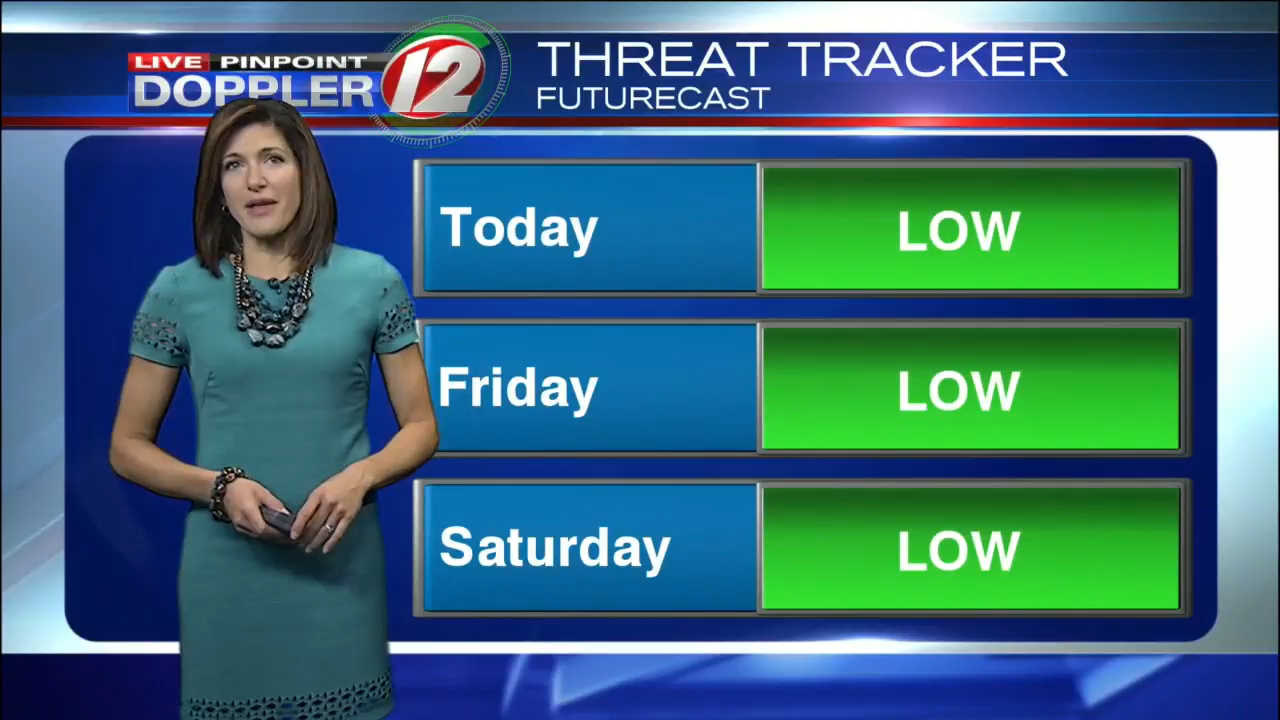 LIVE PINPOINT
DOPPLER 12
THREAT TRACKER
FUTURECAST
Today LOW
Friday LOW
Saturday LOW